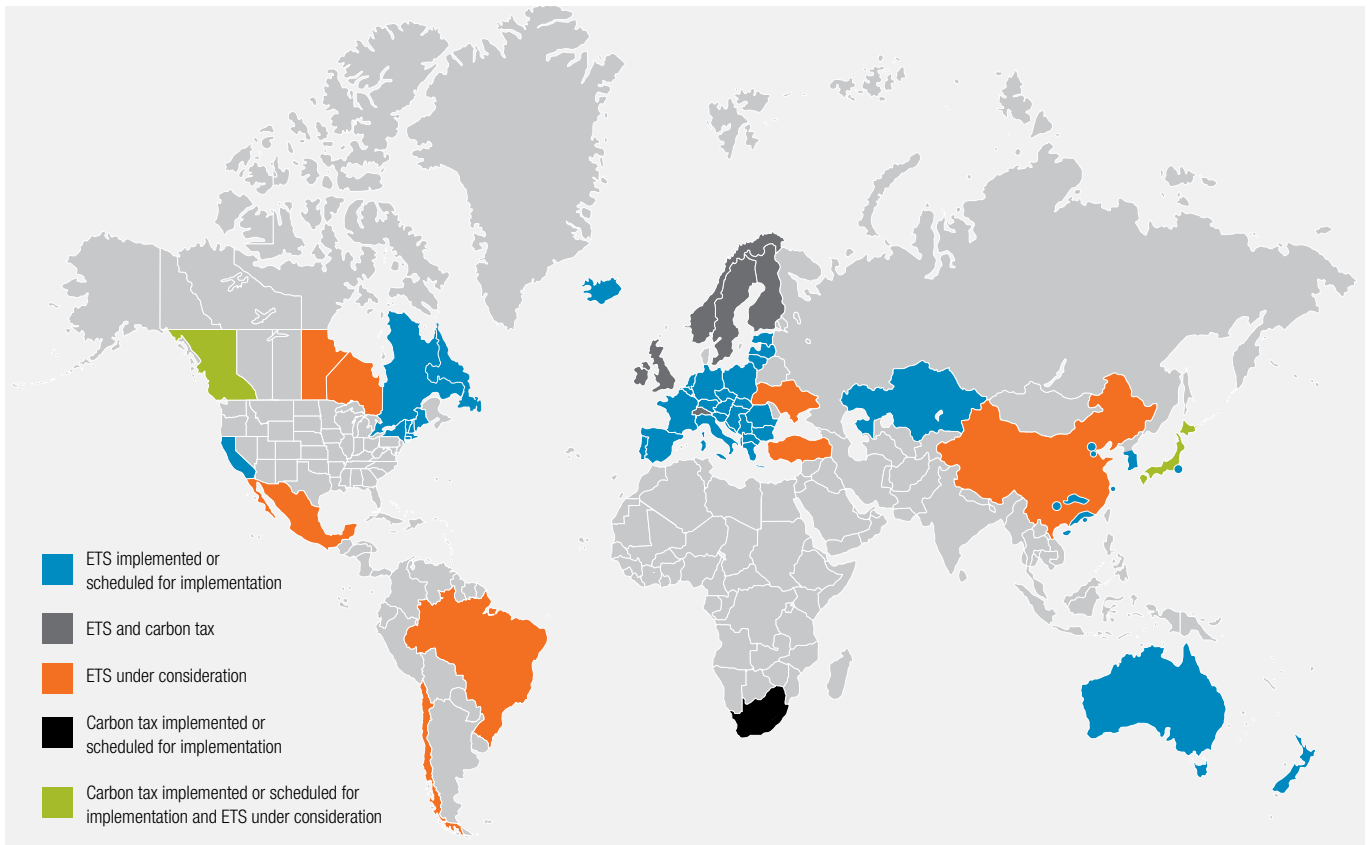 ETS implemented or
scheduled for implementation
ETS and carbon tax
ETS under consideration
Carbon tax implemented or
scheduled for implementation
Carbon tax implemented or scheduled for
implementation and ETS under consideration